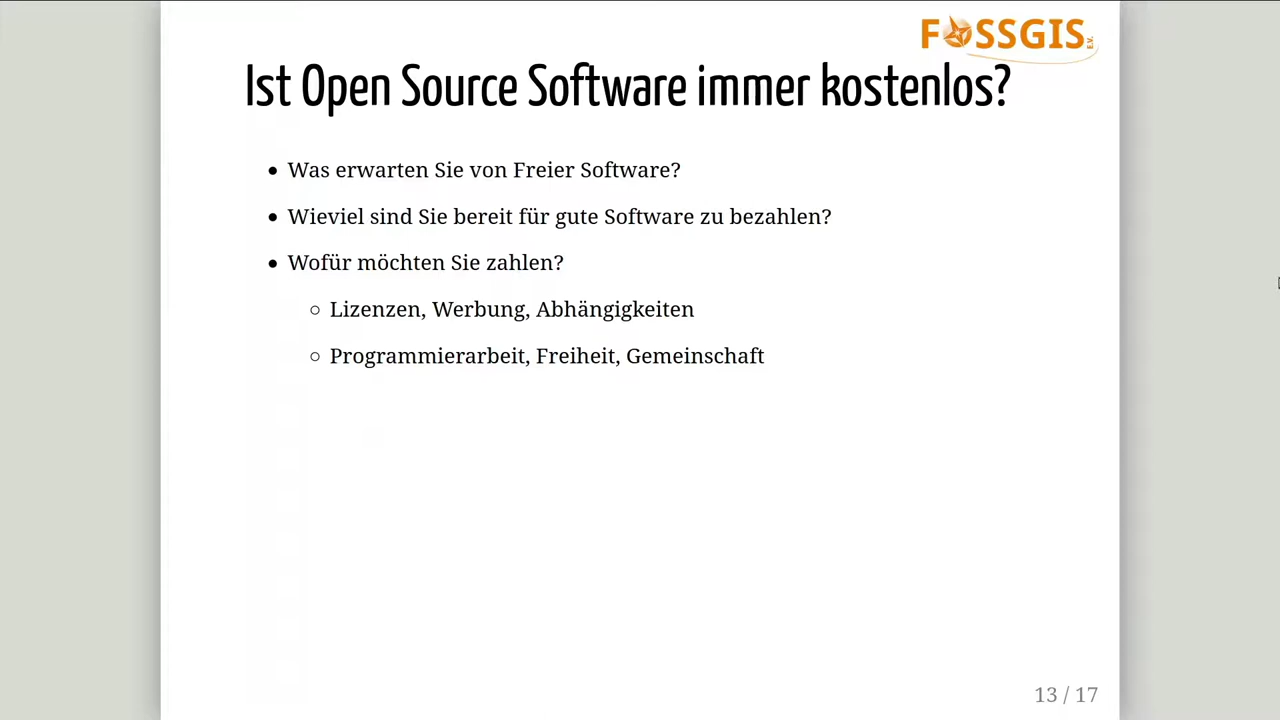 FOSSGIS e.V.
Ist Open Source Software immer kostenlos?
• Was erwarten Sie von Freier Software?
• Wieviel sind Sie bereit für gute Software zu bezahlen?
• Wofür möchten Sie zahlen?
○ Lizenzen, Werbung, Abhängigkeiten
○ Programmierarbeit, Freiheit, Gemeinschaft
13 / 17